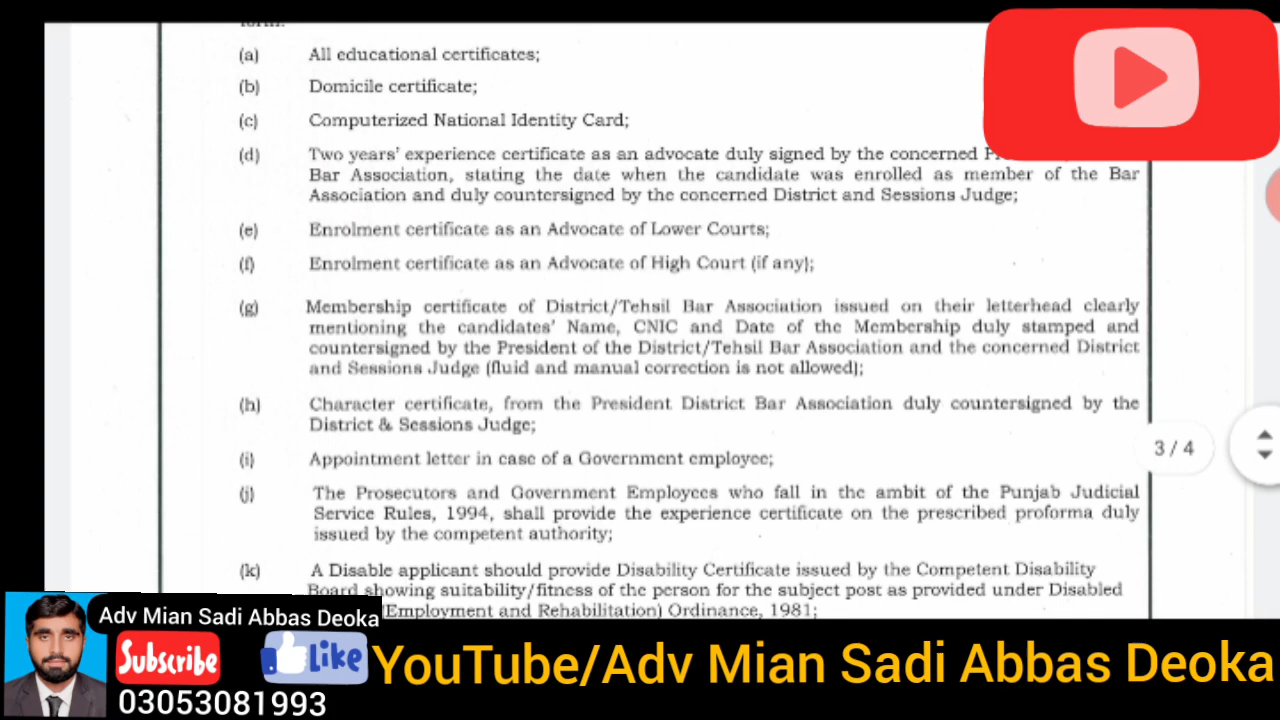 (a) All educational certificates;
(b) Domicile certificate;
(c) Computerized National Identity Card;
(d) Two years' experience certificate as an advocate duly signed by the concerned
Bar Association, stating the date when the candidate was enrolled as member of the Bar
Association and duly countersigned by the concerned District and Sessions Judge;
(e) Enrolment certificate as an Advocate of Lower Courts;
(f) Enrolment certificate as an Advocate of High Court (if any);
(g) Membership certificate of District/Tehsil Bar Association issued on their letterhead clearly
mentioning the candidates' Name, CNIC and Date of the Membership duly stamped and
countersigned by the President of the District/Tehsil Bar Association and the concerned District
and Sessions Judge (fluid and manual correction is not allowed);
(h) Character certificate, from the President District Bar Association duly countersigned by the
District & Sessions Judge;
(i) Appointment letter in case of a Government employee;
(j) The Prosecutors and Government Employees who fall in the ambit of the Punjab Judicial
Service Rules, 1994, shall provide the experience certificate on the prescribed proforma duly
issued by the competent authority;
3 / 4
(k) A Disable applicant should provide Disability Certificate issued by the Competent Disability
Board showing suitability/fitness of the person for the subject post as provided under Disabled
(Employment and Rehabilitation) Ordinance, 1981;
Adv Mian Sadi Abbas Deoka
Subscribe
Like
YouTube/Adv Mian Sadi Abbas Deoka
03053081993